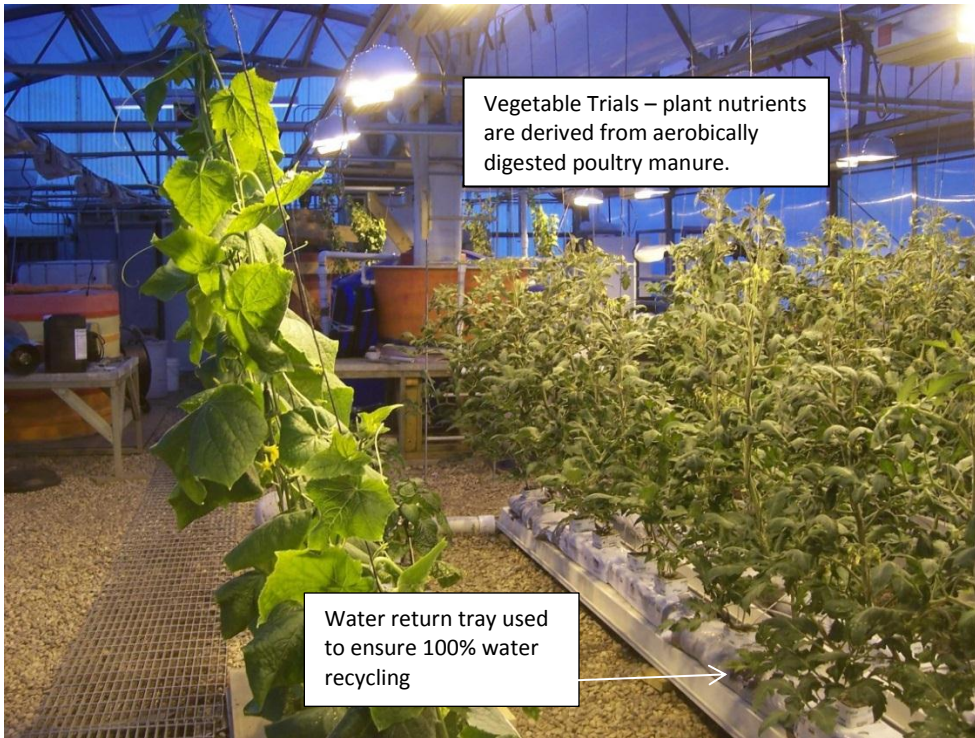 Vegetable Trials – plant nutrients
are derived from aerobically
digested poultry manure.
Water return tray used
to ensure 100% water
recycling